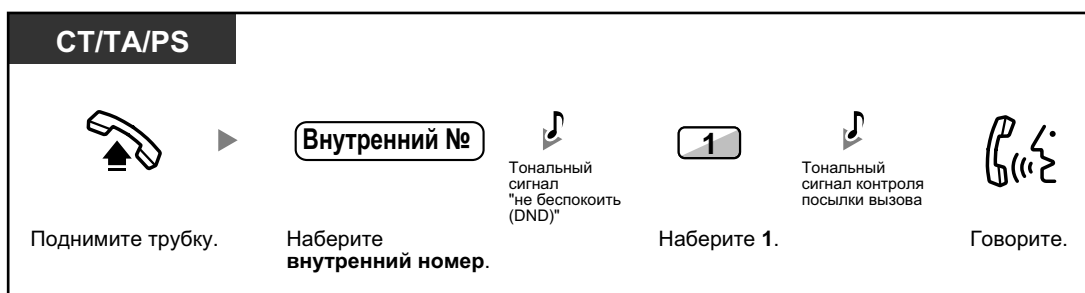 CT/TA/PS
Внутренний №
Тональный
сигнал
"не беспокоить
(DND)"
1
Тональный
сигнал контроля
посылки вызова
Поднимите трубку.
Наберите
внутренний номер.
Наберите 1.
Говорите.